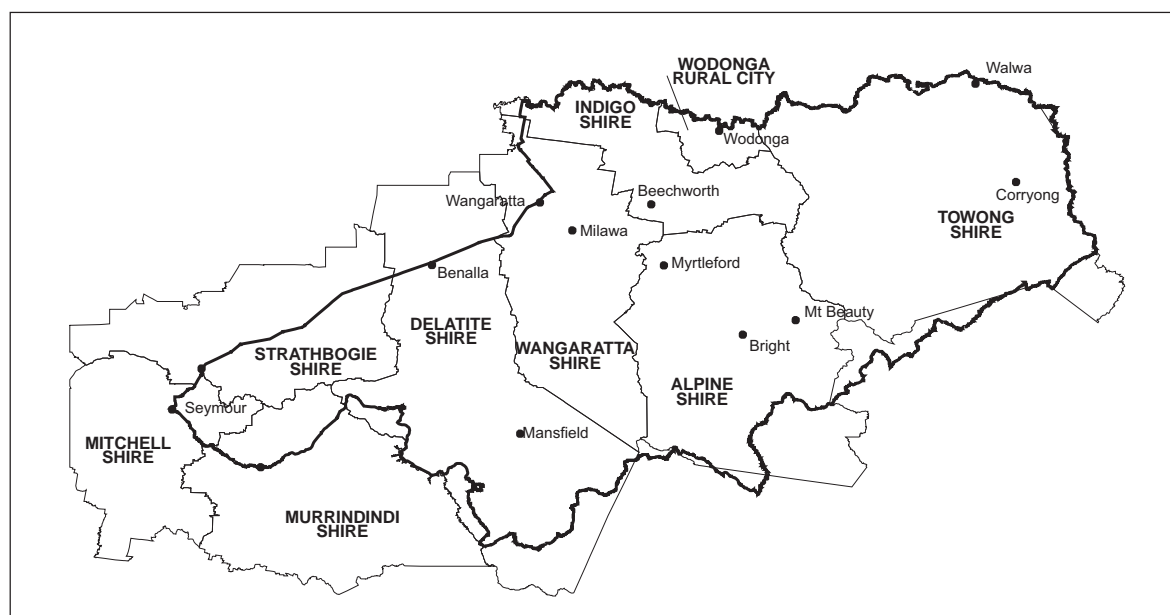 WODONGA
RURAL CITY
Walwa
INDIGO
SHIRE
Wodonga
Beechworth
Corryong
Wangaratta
TOWONG
SHIRE
Milawa
Myrtleford
Benalla
Mt Beauty
DELATITE
SHIRE
Bright
STRATHBOGIE
SHIRE
WANGARATTA
SHIRE
ALPINE
SHIRE
Seymour
MITCHELL
SHIRE
Mansfield
MURRINDINDI
SHIRE